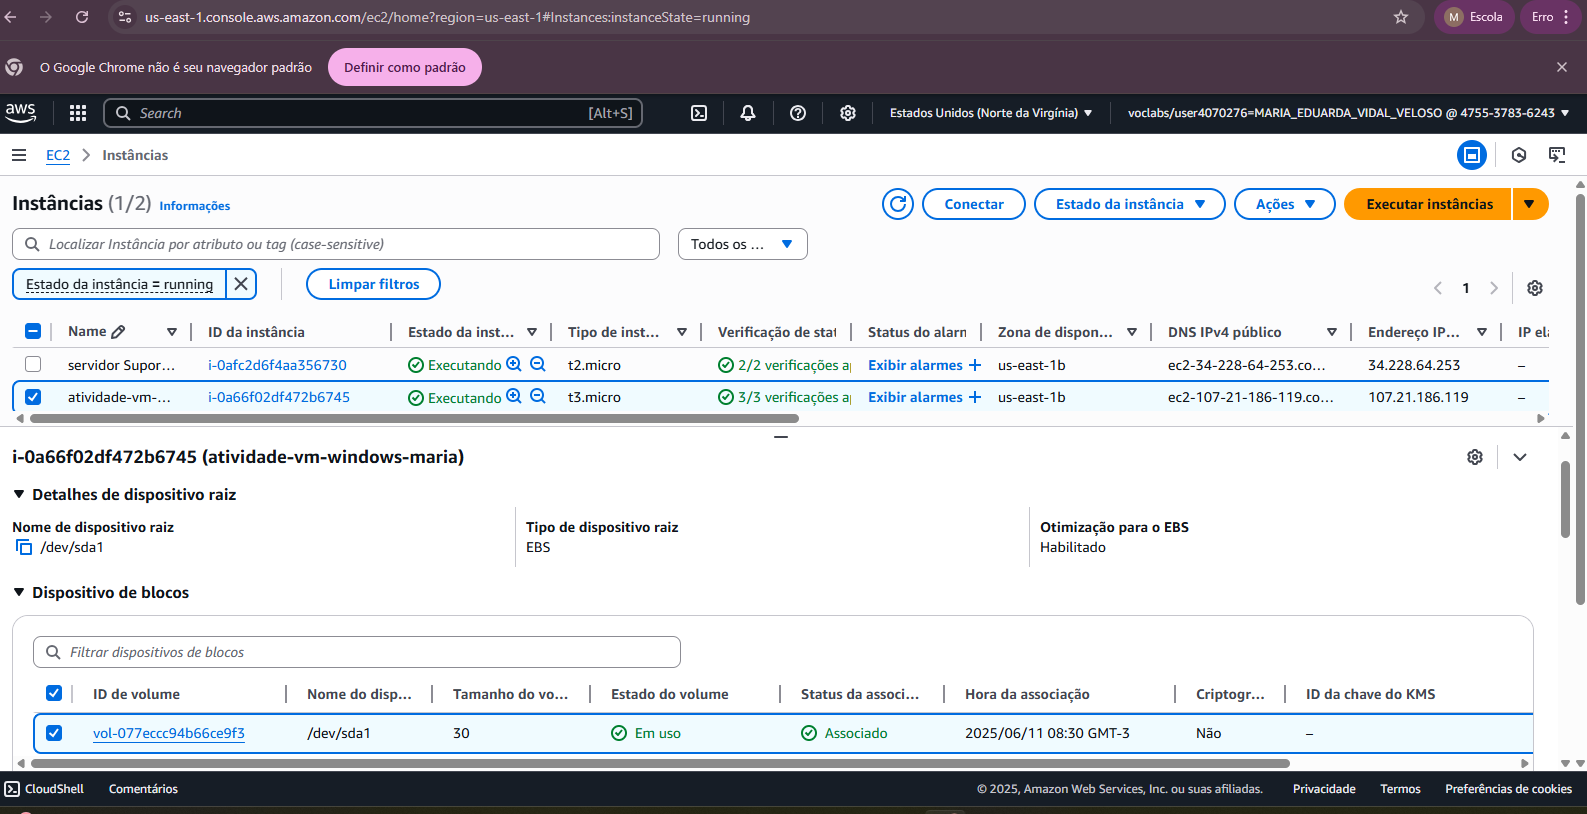 us-east-1.console.aws.amazon.com/ec2/home?region=us-east-1#Instances:instanceState=running
M Escola
Erro
O Google Chrome não é seu navegador padrão
Definir como padrão
aws
Search [Alt+S]
Estados Unidos (Norte da Virgínia)
voclabs/user4070276=MARIA_EDUARDA_VIDAL_VELOSO @ 4755-3783-6243
EC2 Instâncias
Instâncias (1/2) Informações
Conectar
Estado da instância
Ações
Executar instâncias
Localizar Instância por atributo ou tag (case-sensitive)
Todos os ...
Estado da instância = running
Limpar filtros
1
Name ID da instância Estado da inst... Tipo de inst... Verificação de stat Status do alarn Zona de dispon... DNS IPv4 público Endereço IP... IP ela
servidor Supor... i-0afc2d6f4aa356730 Executando t2.micro 2/2 verificações a Exibir alarmes + us-east-1b ec2-34-228-64-253.co... 34.228.64.253 –
atividade-vm-... i-0a66f02df472b6745 Executando t3.micro 3/3 verificações a Exibir alarmes + us-east-1b ec2-107-21-186-119.co... 107.21.186.119 –
i-0a66f02df472b6745 (atividade-vm-windows-maria)
Detalhes de dispositivo raiz
Nome de dispositivo raiz Tipo de dispositivo raiz Otimização para o EBS
/dev/sda1 EBS Habilitado
Dispositivo de blocos
Filtrar dispositivos de blocos
ID de volume Nome do disp... Tamanho do vo... Estado do volume Status da associ... Hora da associação Criptogr... ID da chave do KMS
vol-077eccc94b66ce9f3 /dev/sda1 30 Em uso Associado 2025/06/11 08:30 GMT-3 Não –
CloudShell Comentários © 2025, Amazon Web Services, Inc. ou suas afiliadas. Privacidade Termos Preferências de cookies